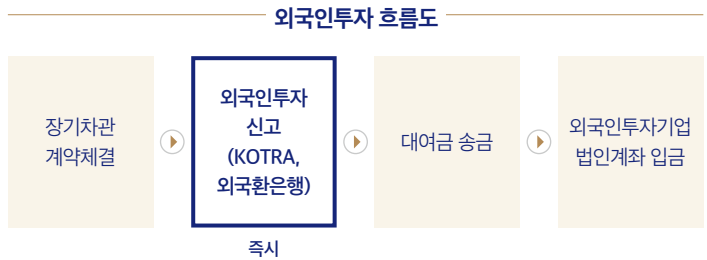 외국인투자 흐름도
장기차관
계약체결
외국인투자
신고
(KOTRA,
외국환은행)
즉시
대여금 송금
외국인투자기업
법인계좌 입금